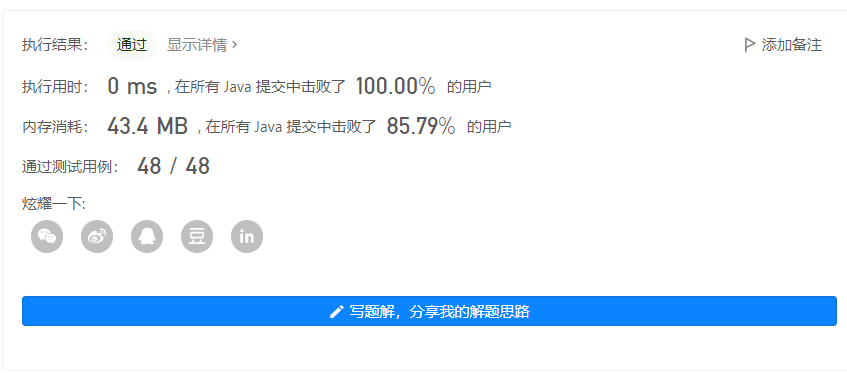 执行结果： 通过 显示详情 > 添加备注
执行用时： 0 ms , 在所有 Java 提交中击败了 100.00% 的用户
内存消耗： 43.4 MB , 在所有 Java 提交中击败了 85.79% 的用户
通过测试用例： 48 / 48
炫耀一下:
豆 in
写题解，分享我的解题思路